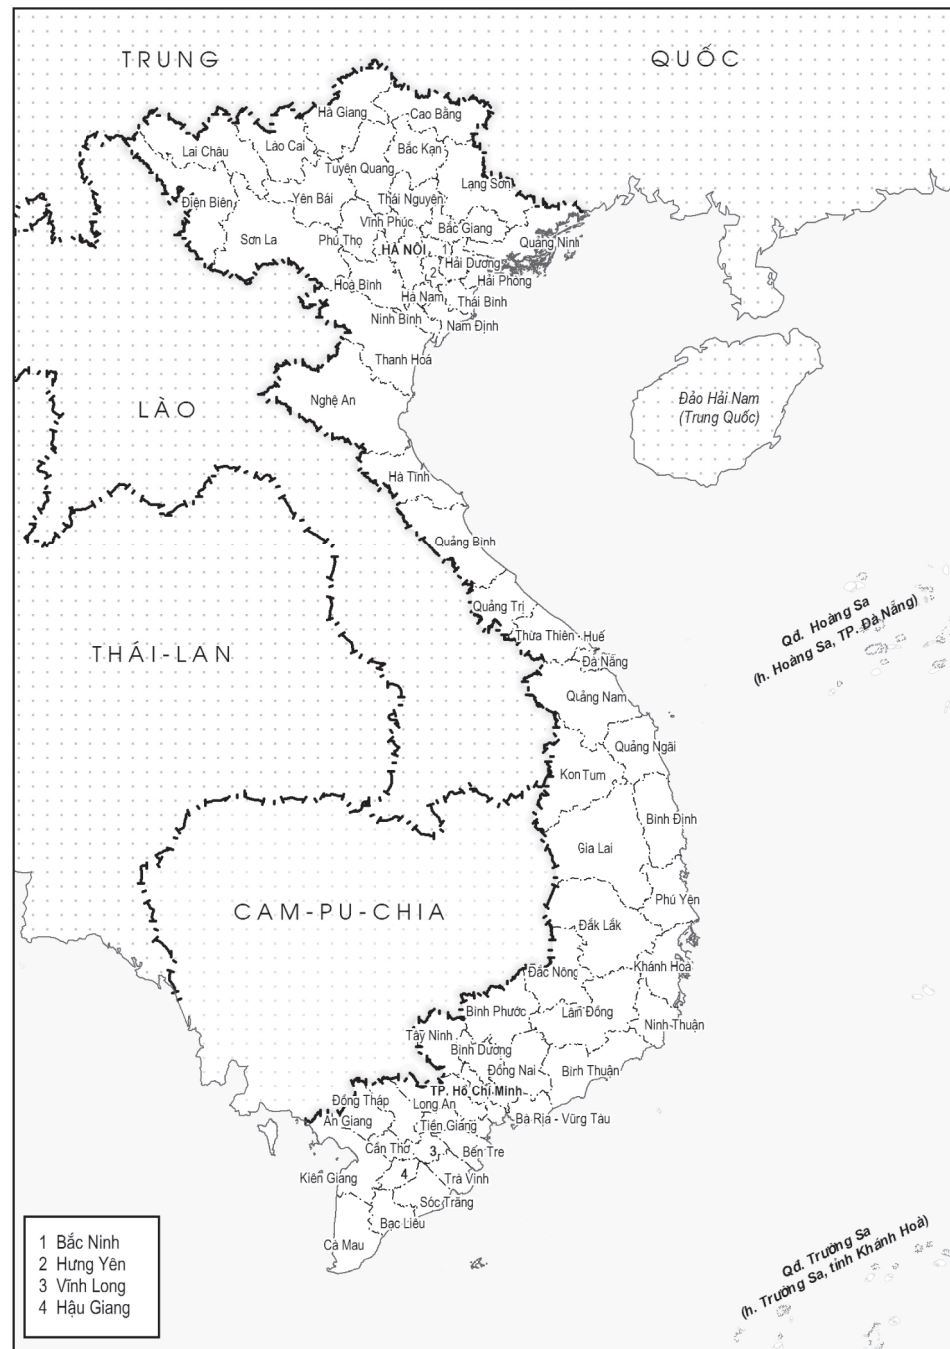 TRUNG QUỐC
Hà Giang
Cao Bằng
Lào Cai
Lai Châu
Bắc Kạn
Tuyên Quang
Lạng Sơn
Điện Biên
Yên Bái
Thái Nguyên
Vĩnh Phúc
Bắc Giang
Sơn La
Phú Thọ
HÀ NỘI
1
Quảng Ninh
Hải Dương
2
Hoà Bình
Hải Phòng
Hà Nam
Thái Bình
Ninh Bình
Nam Định
Thanh Hoá
Nghệ An
Đảo Hải Nam
(Trung Quốc)
LÀO
Hà Tĩnh
Quảng Bình
Quảng Trị
Thừa Thiên - Huế
Đà Nẵng
Qđ. Hoàng Sa
(h. Hoàng Sa, TP. Đà Nẵng)
THÁI-LAN
Quảng Nam
Quảng Ngãi
Kon Tum
Bình Định
Gia Lai
Phú Yên
CAM-PU-CHIA
Đắk Lắk
Khánh Hoà
Đắc Nông
Bình Phước
Lâm Đồng
Ninh Thuận
Tây Ninh
Bình Dương
Đồng Nai
Bình Thuận
TP. Hồ Chí Minh
Đồng Tháp
Long An
An Giang
Tiền Giang
Bà Rịa - Vũng Tàu
Cần Thơ
3
Bến Tre
Kiên Giang
4
Trà Vinh
Sóc Trăng
Bạc Liêu
Cà Mau
Qđ. Trường Sa
(h. Trường Sa, tỉnh Khánh Hoà)
1 Bắc Ninh
2 Hưng Yên
3 Vĩnh Long
4 Hậu Giang